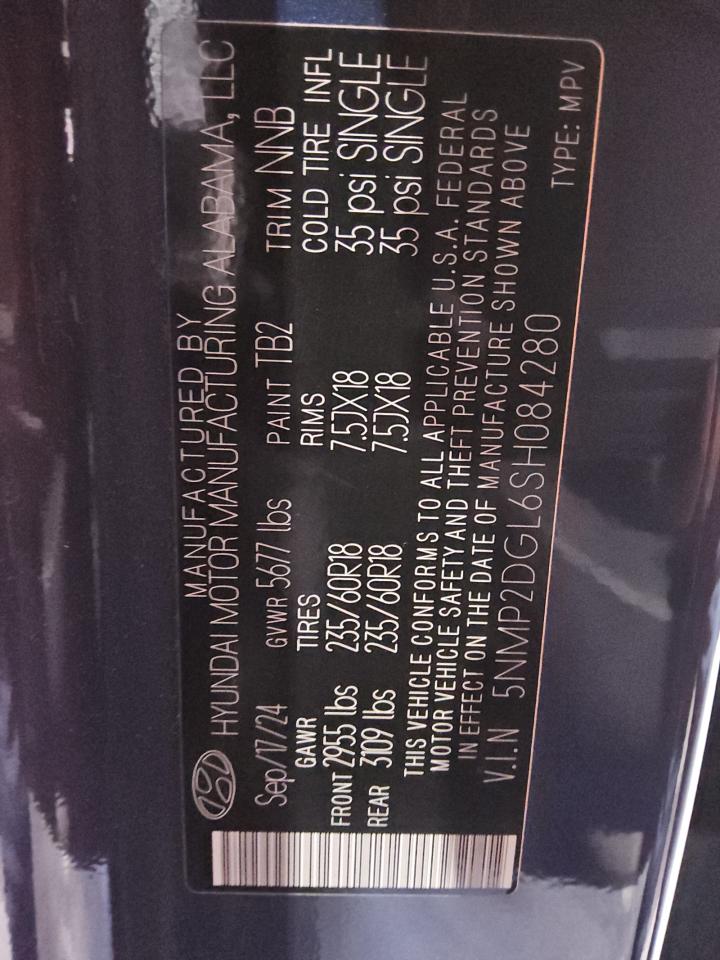 MANUFACTURED BY
HYUNDAI MOTOR MANUFACTURING ALABAMA, LLC
Sep/17/24 GVWR 5677 lbs PAINT TB2 TRIM NNB
GAWR TIRES RIMS COLD TIRE INFL
FRONT 2955 lbs 235/60R18 7.5JX18 35 psi SINGLE
REAR 3109 lbs 235/60R18 7.5JX18 35 psi SINGLE
THIS VEHICLE CONFORMS TO ALL APPLICABLE U.S.A. FEDERAL
MOTOR VEHICLE SAFETY AND THEFT PREVENTION STANDARDS
IN EFFECT ON THE DATE OF MANUFACTURE SHOWN ABOVE
V.I.N 5NMP2DGL6SH084280 TYPE: MPV